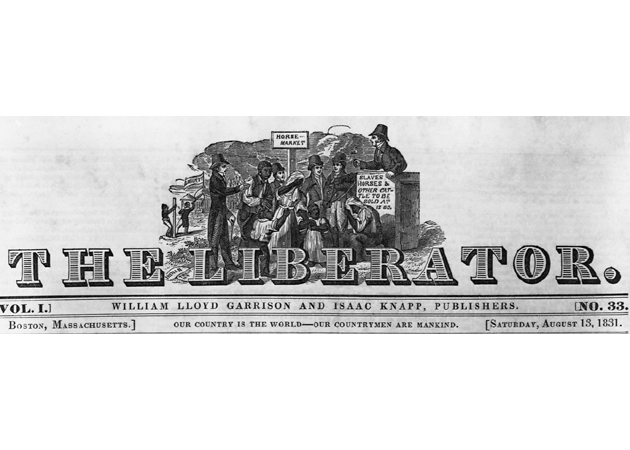 HORSE—
MARKET
SLAVES
HORSES &
OTHER CAT-
TLE TO BE
SOLD AT
12 OC.
THE LIBERATOR.
VOL. I.]
WILLIAM LLOYD GARRISON AND ISAAC KNAPP, PUBLISHERS.
[NO. 33.
BOSTON, MASSACHUSETTS.]
OUR COUNTRY IS THE WORLD—OUR COUNTRYMEN ARE MANKIND.
[SATURDAY, AUGUST 13, 1831.